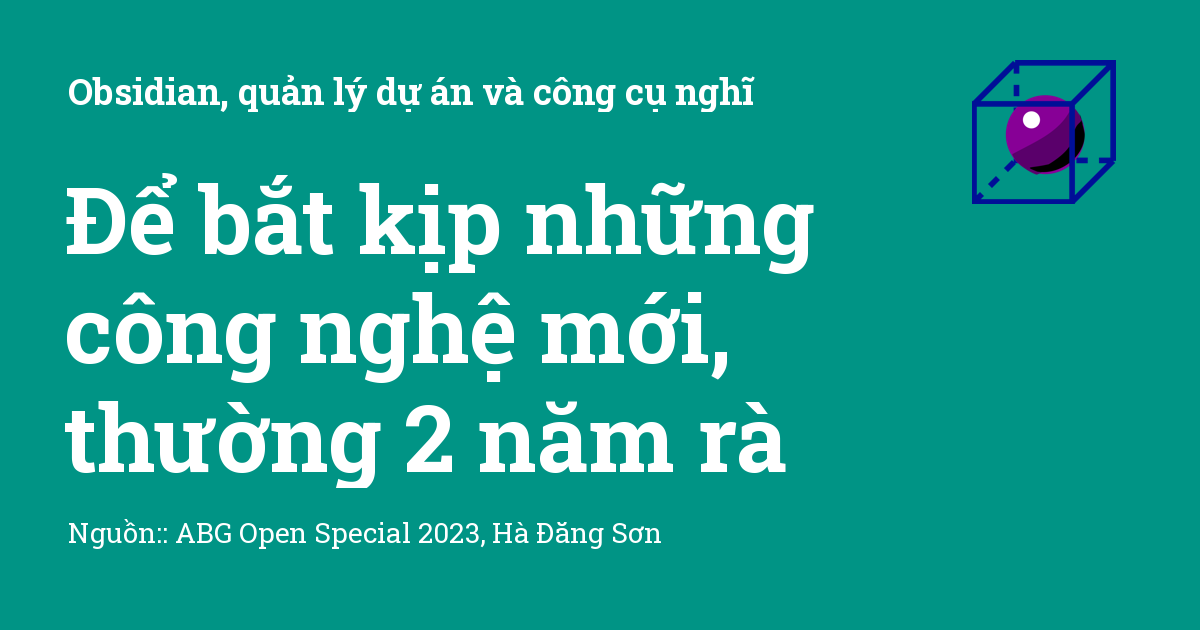 Obsidian, quản lý dự án và công cụ nghĩ
Để bắt kịp những
công nghệ mới,
thường 2 năm rà
Nguồn:: ABG Open Special 2023, Hà Đăng Sơn